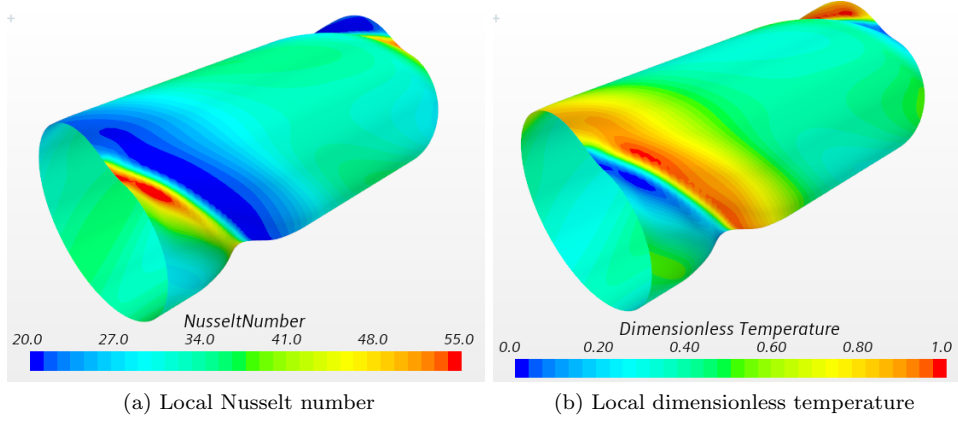 NusseltNumber
20.0 27.0 34.0 41.0 48.0 55.0
(a) Local Nusselt number
Dimensionless Temperature
0.0 0.20 0.40 0.60 0.80 1.0
(b) Local dimensionless temperature